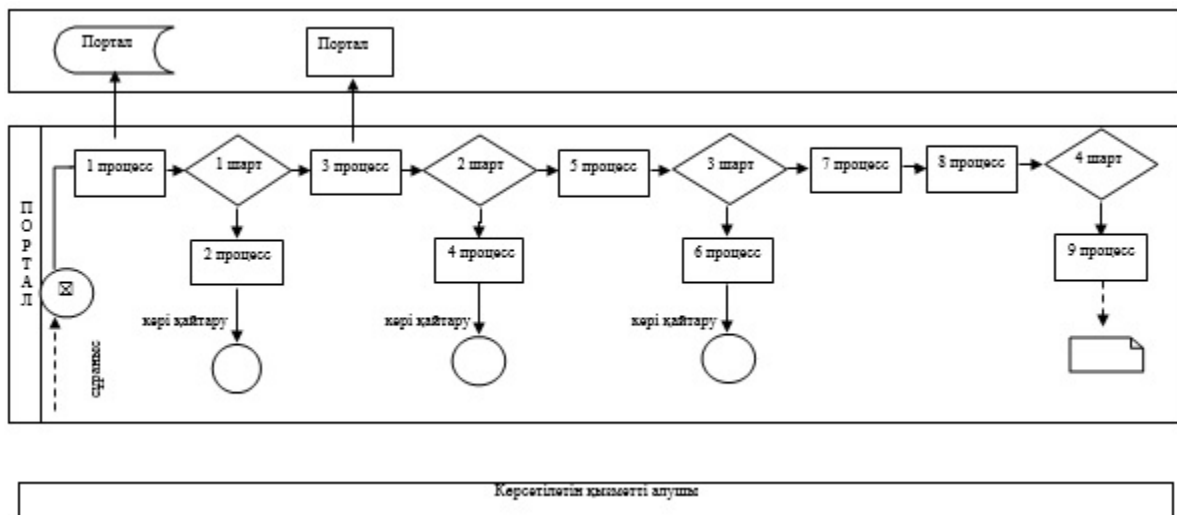 Портал
Портал
1 процесс
1 шарт
3 процесс
2 шарт
5 процесс
3 шарт
7 процесс
8 процесс
4 шарт
ПОРТАЛ
2 процесс
4 процесс
6 процесс
9 процесс
кері қайтару
кері қайтару
кері қайтару
сұраныс
Көрсетілетін қызметті алушы